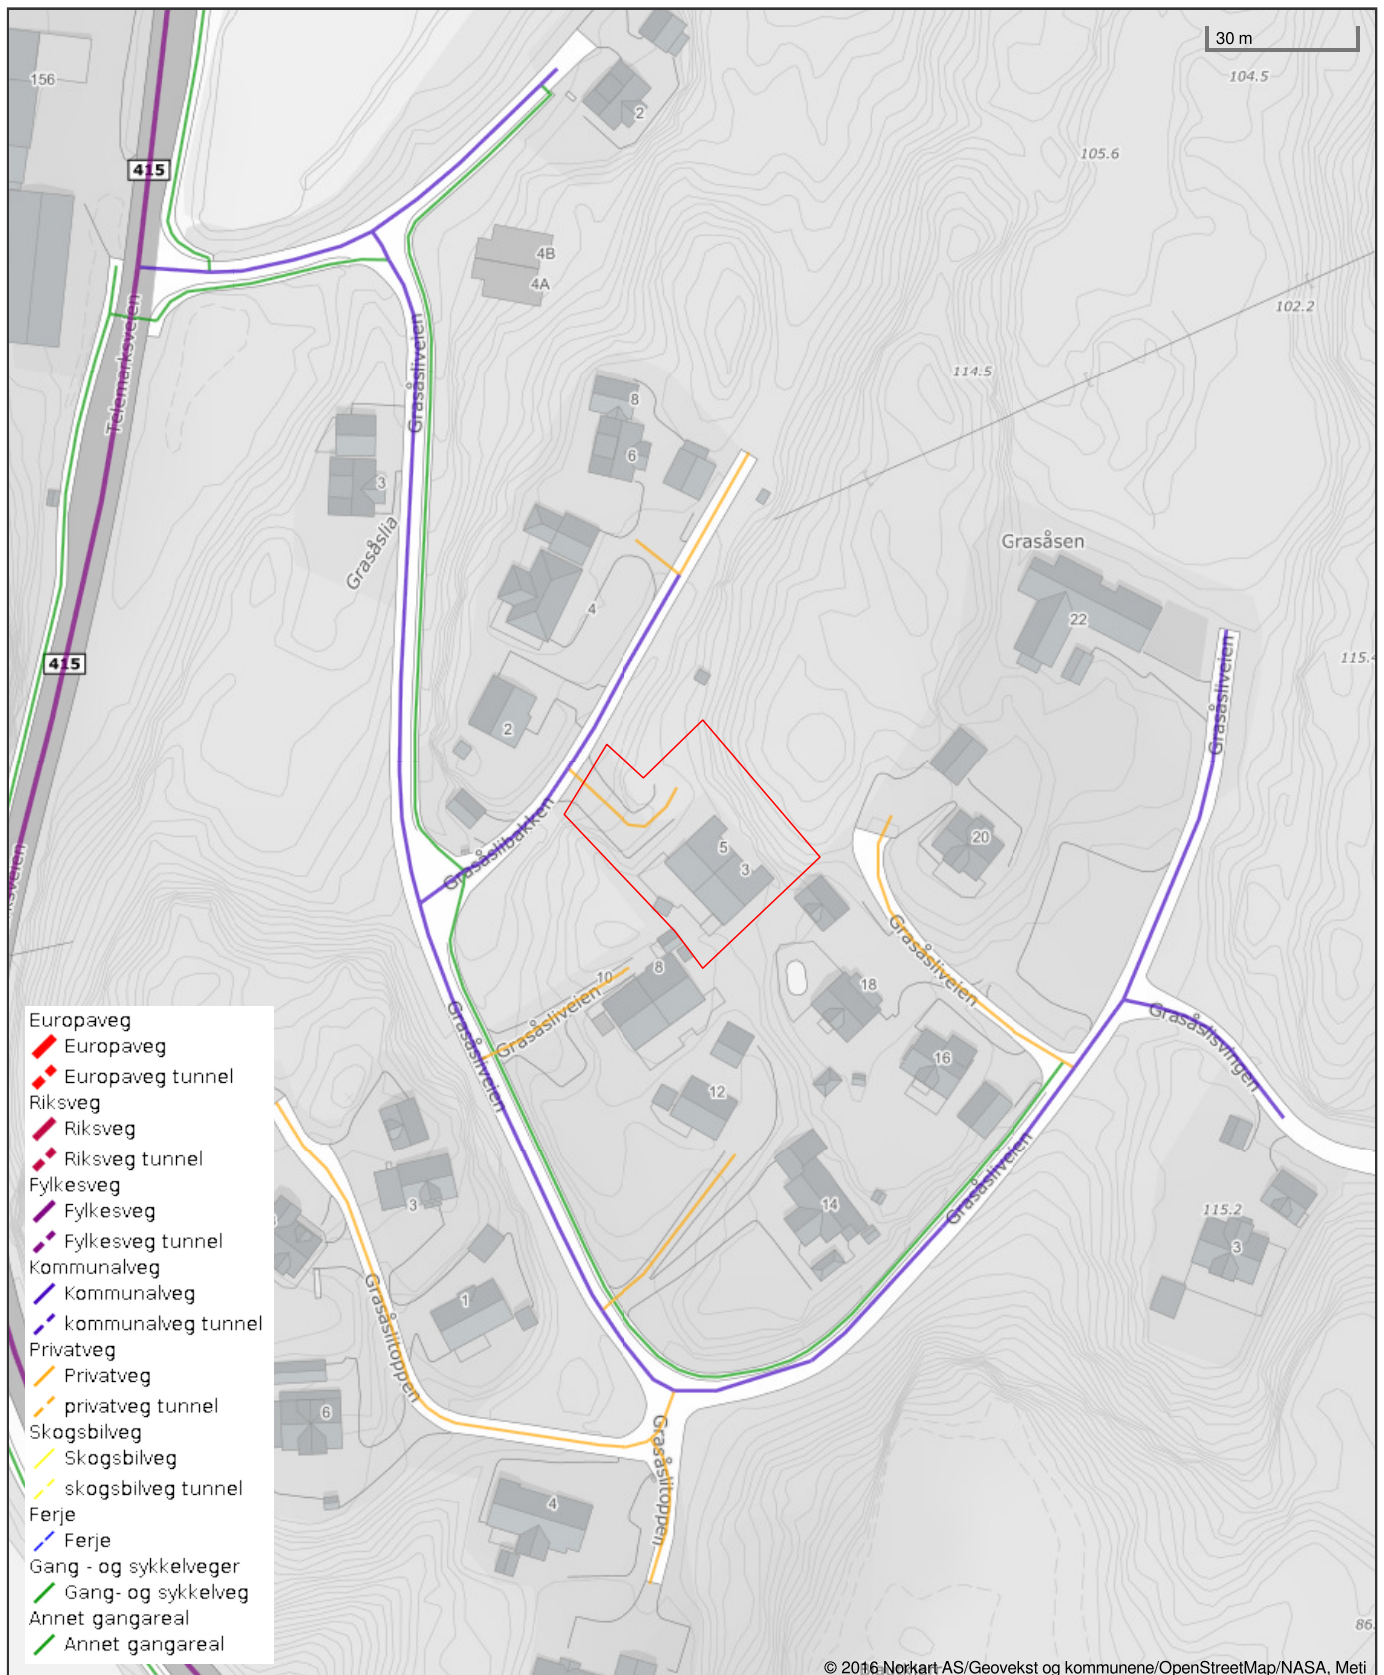 30 m
104.5
156
2
105.6
415
4B
4A
102.2
Telemarksveien
Grasåsliveien
114.5
8
6
3
Grasåslia
Grasåsen
4
22
415
115.4
Grasåsliveien
2
Grasåslibakken
5
3
20
ksveien
Grasåsliveien
10
8
18
Grasåsliveien
Grasåsliveien
Grasåslisvingen
16
12
3
14
Grasåsliveien
115.2
3
1
Grasåslitoppen
6
Grasåslitoppen
4
86.
Europaveg
Europaveg
Europaveg tunnel
Riksveg
Riksveg
Riksveg tunnel
Fylkesveg
Fylkesveg
Fylkesveg tunnel
Kommunalveg
Kommunalveg
kommunalveg tunnel
Privatveg
Privatveg
privatveg tunnel
Skogsbilveg
Skogsbilveg
skogsbilveg tunnel
Ferje
Ferje
Gang - og sykkelveger
Gang- og sykkelveg
Annet gangareal
Annet gangareal
© 2016 Norkart AS/Geovekst og kommunene/OpenStreetMap/NASA, Meti